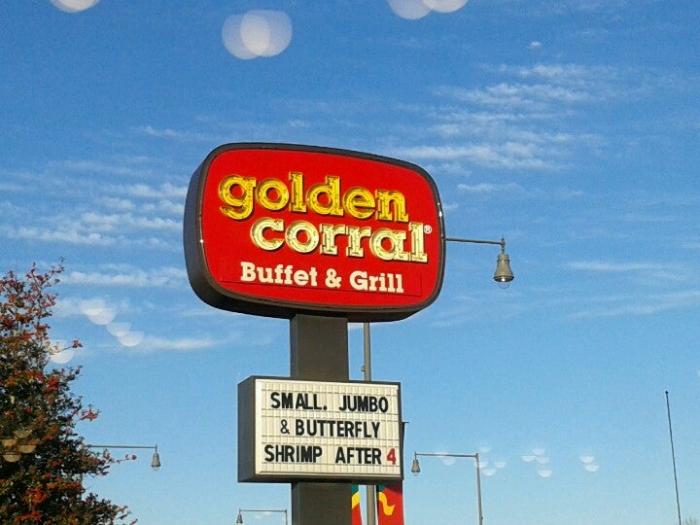 golden
corral®
Buffet & Grill
SMALL. JUMBO
& BUTTERFLY
SHRIMP AFTER 4